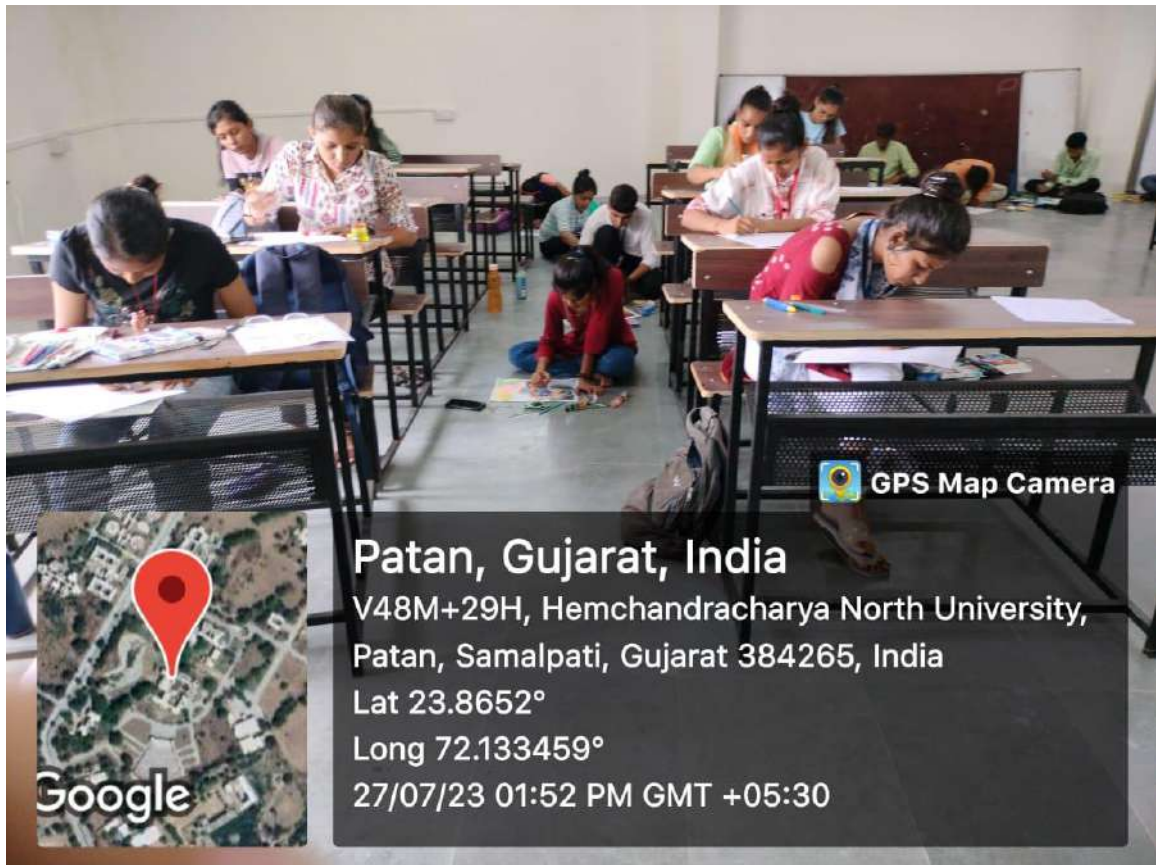 GPS Map Camera
Patan, Gujarat, India
V48M+29H, Hemchandracharya North University,
Patan, Samalpati, Gujarat 384265, India
Lat 23.8652°
Long 72.133459°
27/07/23 01:52 PM GMT +05:30
Google